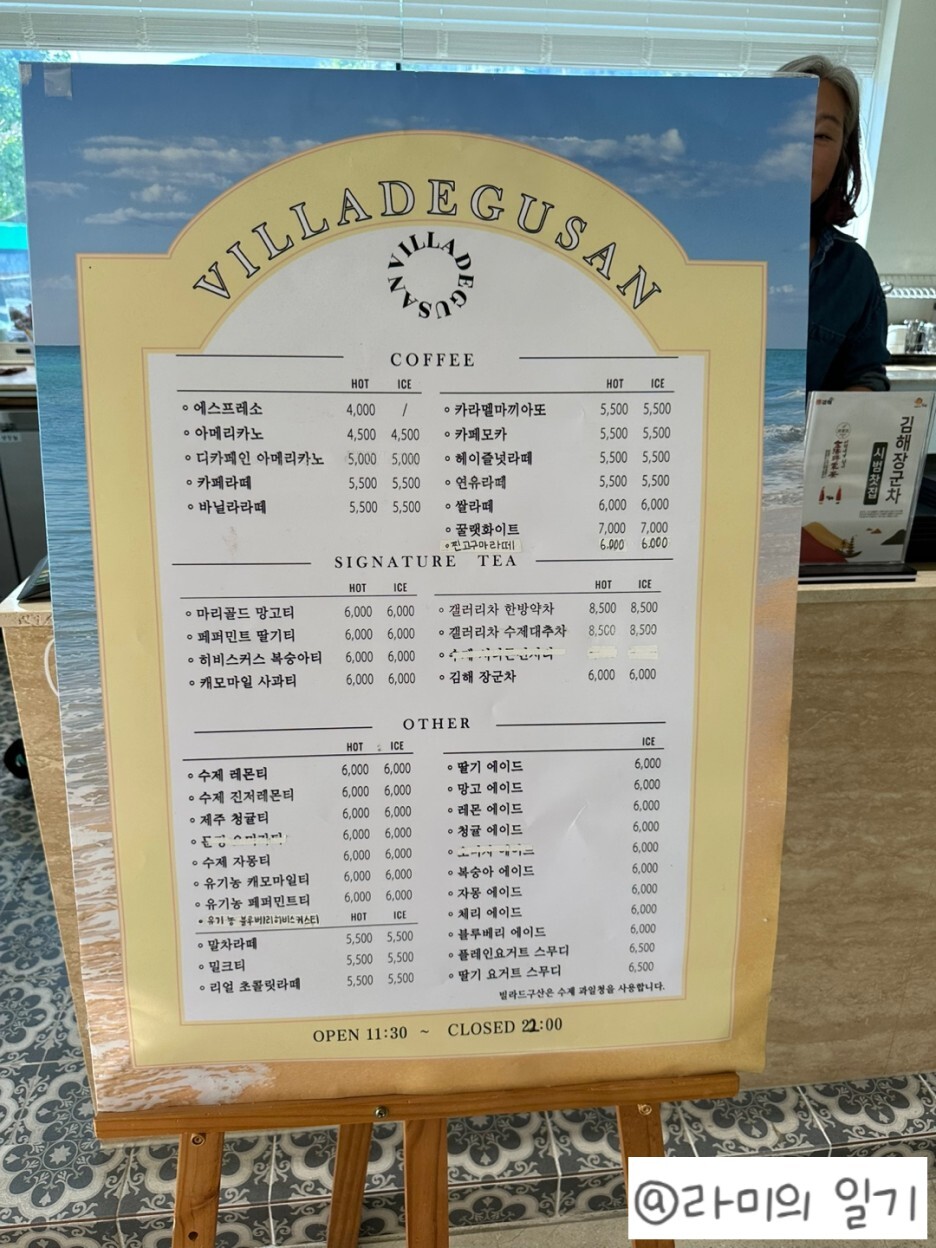 VILLADEGUSAN
VILLADEGUSAN
COFFEE
HOT ICE
에스프레소 4,000 /
아메리카노 4,500 4,500
디카페인 아메리카노 5,000 5,000
카페라떼 5,500 5,500
바닐라라떼 5,500 5,500
HOT ICE
카라멜마끼아또 5,500 5,500
카페모카 5,500 5,500
헤이즐넛라떼 5,500 5,500
연유라떼 5,500 5,500
쌀라떼 6,000 6,000
꿀랫화이트 7,000 7,000
찐고구마라떼 6.000 6.000
SIGNATURE TEA
HOT ICE
마리골드 망고티 6,000 6,000
페퍼민트 딸기티 6,000 6,000
히비스커스 복숭아티 6,000 6,000
캐모마일 사과티 6,000 6,000
HOT ICE
갤러리차 한방약차 8,500 8,500
갤러리차 수제대추차 8,500 8,500
김해 장군차 6,000 6,000
OTHER
HOT ICE
수제 레몬티 6,000 6,000
수제 진저레몬티 6,000 6,000
제주 청귤티 6,000 6,000
6,000 6,000
수제 자몽티 6,000 6,000
유기농 캐모마일티 6,000 6,000
유기농 페퍼민트티 6,000 6,000
유기농 블루베리히비스커스티
HOT ICE
말차라떼 5,500 5,500
밀크티 5,500 5,500
리얼 초콜릿라떼 5,500 5,500
ICE
딸기 에이드 6,000
망고 에이드 6,000
레몬 에이드 6,000
청귤 에이드 6,000
에이드 6,000
복숭아 에이드 6,000
자몽 에이드 6,000
체리 에이드 6,000
블루베리 에이드 6,000
플레인요거트 스무디 6,500
딸기 요거트 스무디 6,500
빌라드구산은 수제 과일청을 사용합니다.
OPEN 11:30 ~ CLOSED 22:00
김해장군차
시범찻집
@라미의 일기